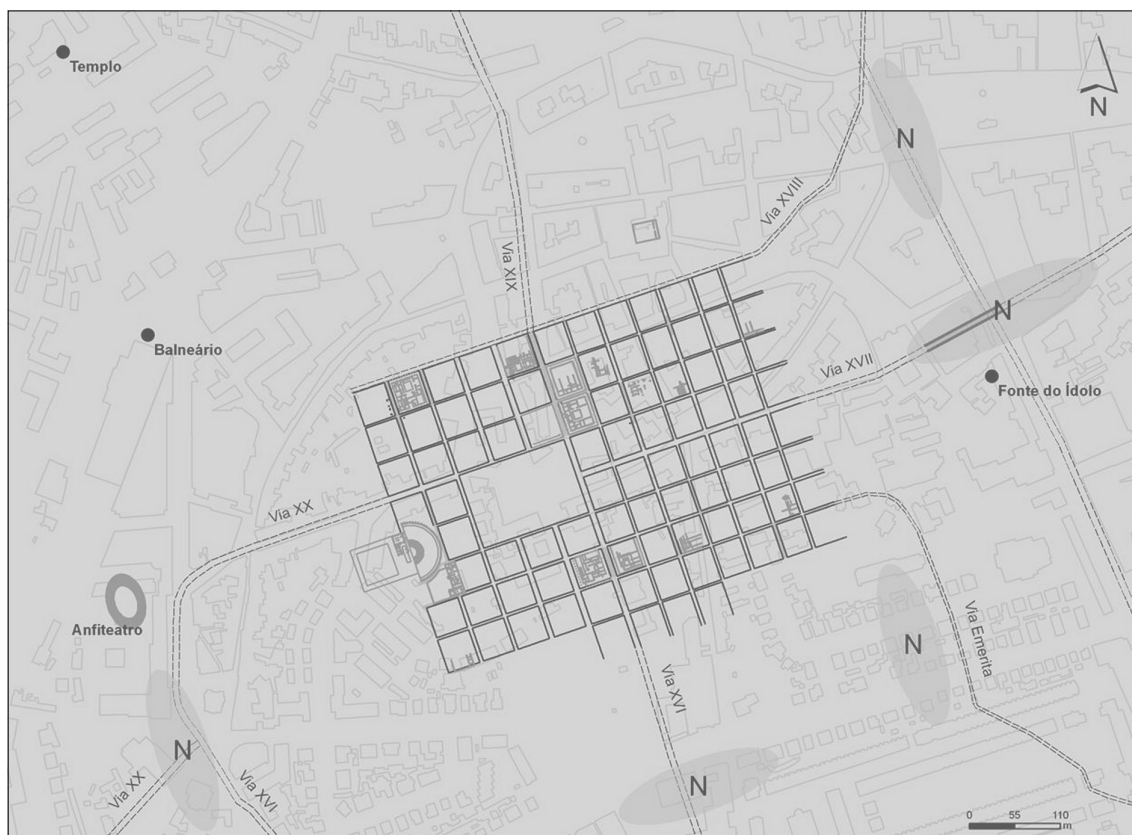 Templo
N
N
Via XVIII
Via XIX
N
Balneário
Via XVII
Fonte do Ídolo
Via XX
Anfiteatro
Via Emerita
N
Via XVI
N
N
Via XX
Via XVI
0 55 110
m